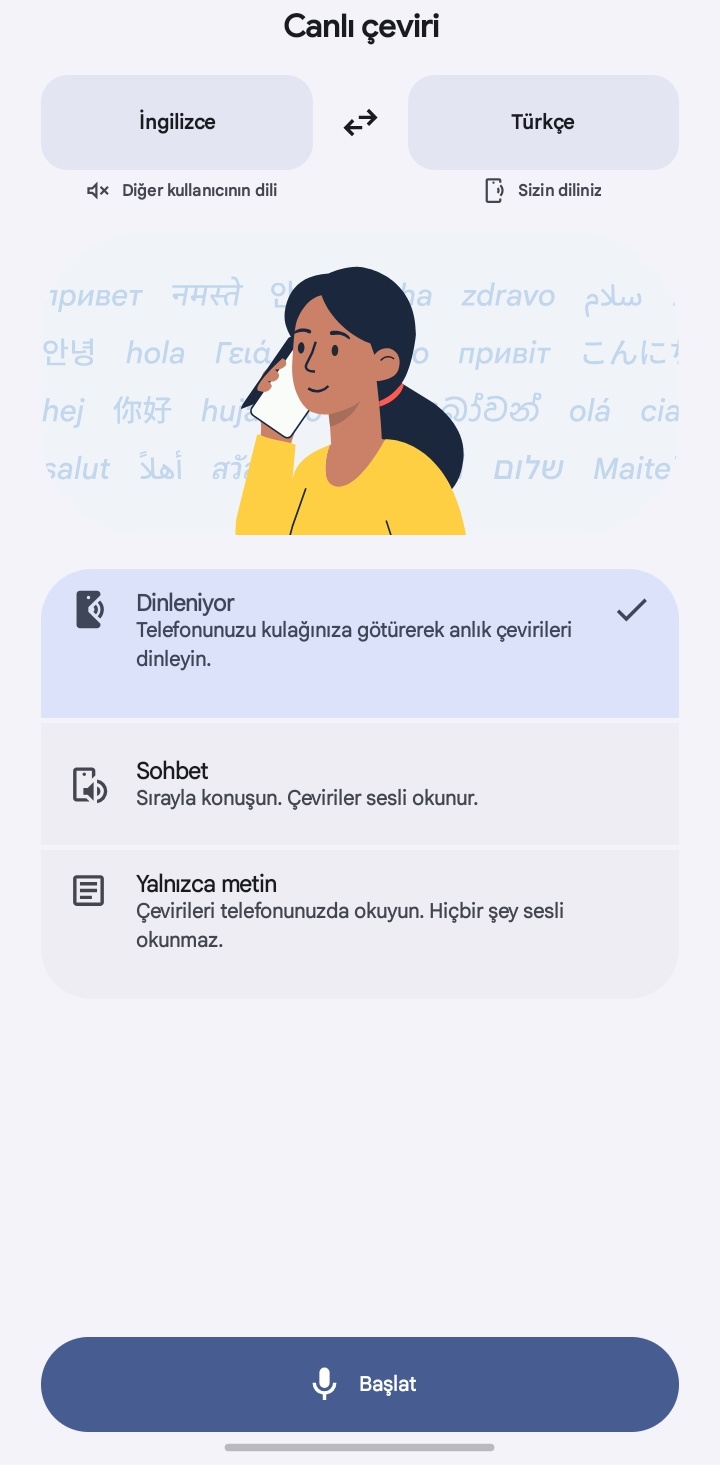 Canlı çeviri
İngilizce
Türkçe
Diğer kullanıcının dili
Sizin diliniz
привет नमस्ते zdravo سلام
안녕 hola Γειά привіт
hej 你好 olá
salut أهلاً שלום
Dinleniyor
Telefonunuzu kulağınıza götürerek anlık çevirileri
dinleyin.
Sohbet
Sırayla konuşun. Çeviriler sesli okunur.
Yalnızca metin
Çevirileri telefonunuzda okuyun. Hiçbir şey sesli
okunmaz.
Başlat